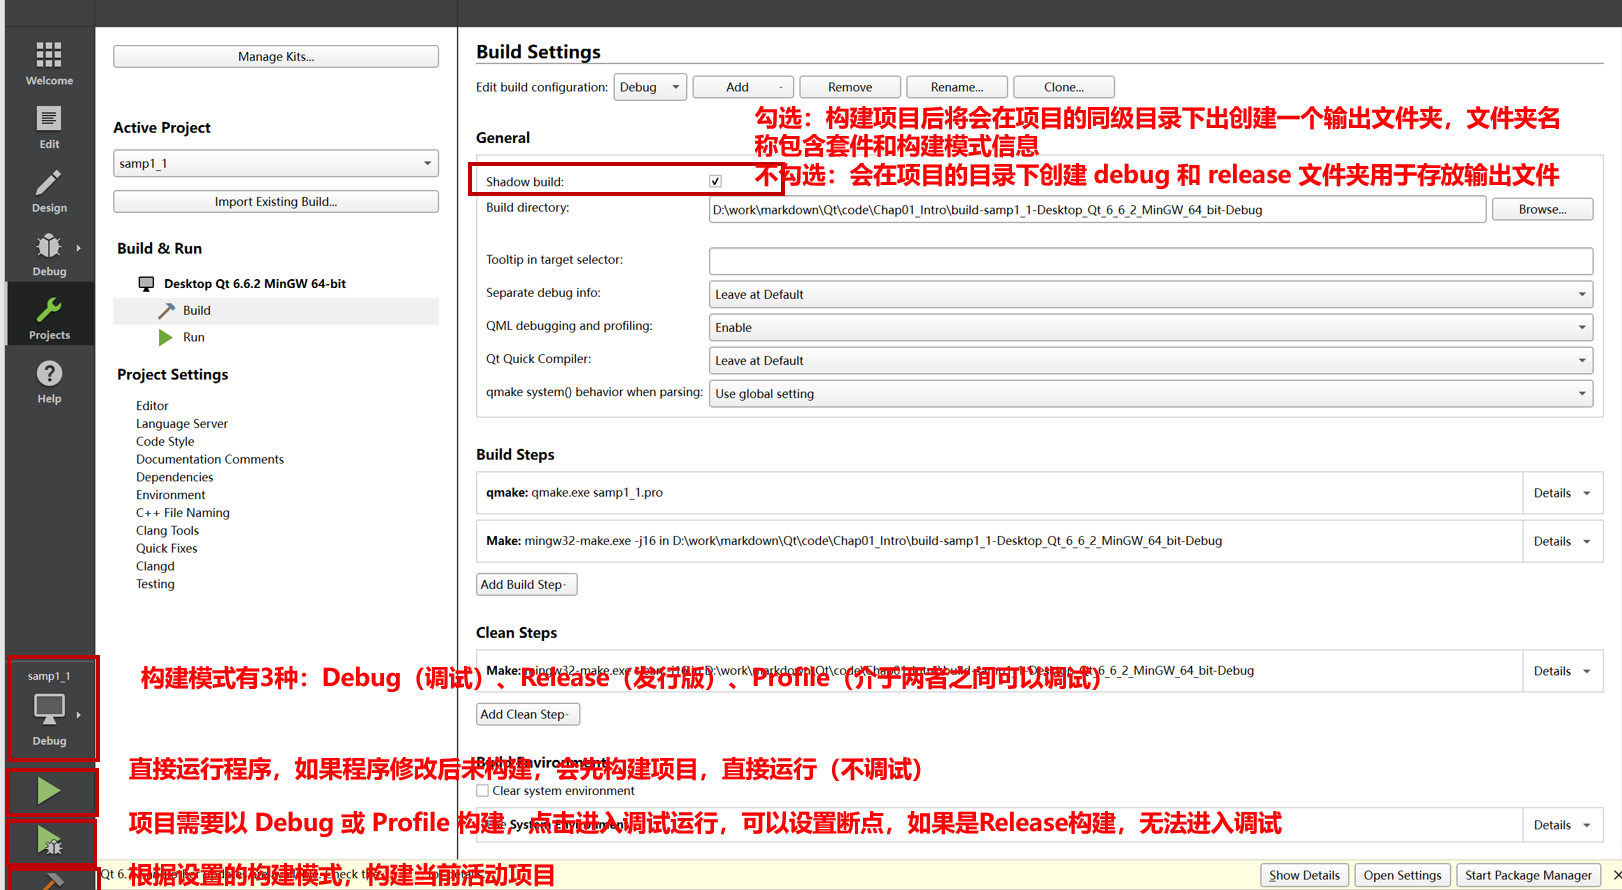 Welcome
Edit
Design
Debug
Projects
Help
samp1_1
Debug
Manage Kits...
Active Project
samp1_1
Import Existing Build...
Build & Run
Desktop Qt 6.6.2 MinGW 64-bit
Build
Run
Project Settings
Editor
Language Server
Code Style
Documentation Comments
Dependencies
Environment
C++ File Naming
Clang Tools
Quick Fixes
Clangd
Testing
Build Settings
Edit build configuration: Debug Add Remove Rename... Clone...
勾选：构建项目后将会在项目的同级目录下出创建一个输出文件夹，文件夹名
称包含套件和构建模式信息
General
不勾选：会在项目的目录下创建 debug 和 release 文件夹用于存放输出文件
Shadow build:
Build directory: D:\work\markdown\Qt\code\Chap01_Intro\build-samp1_1-Desktop_Qt_6_6_2_MinGW_64_bit-Debug Browse...
Tooltip in target selector:
Separate debug info: Leave at Default
QML debugging and profiling: Enable
Qt Quick Compiler: Leave at Default
qmake system() behavior when parsing: Use global setting
Build Steps
qmake: qmake.exe samp1_1.pro Details
Make: mingw32-make.exe -j16 in D:\work\markdown\Qt\code\Chap01_Intro\build-samp1_1-Desktop_Qt_6_6_2_MinGW_64_bit-Debug Details
Add Build Step
Clean Steps
Make: mingw32-make.exe clean -j16 in D:\work\markdown\Qt\code\Chap01_Intro\build-samp1_1-Desktop_Qt_6_6_2_MinGW_64_bit-Debug Details
构建模式有3种：Debug（调试）、Release（发行版）、Profile（介于两者之间可以调试）
Add Clean Step
Build Environment
直接运行程序，如果程序修改后未构建，会先构建项目，直接运行（不调试）
Clear system environment
System Environment Details
项目需要以 Debug 或 Profile 构建，点击进入调试运行，可以设置断点，如果是Release构建，无法进入调试
根据设置的构建模式，构建当前活动项目
Show Details Open Settings Start Package Manager